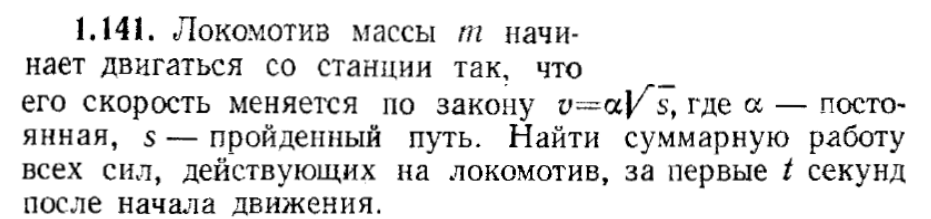 1.141. Локомотив массы m начи-
нает двигаться со станции так, что
его скорость меняется по закону v=α√s, где α — посто-
янная, s — пройденный путь. Найти суммарную работу
всех сил, действующих на локомотив, за первые t секунд
после начала движения.